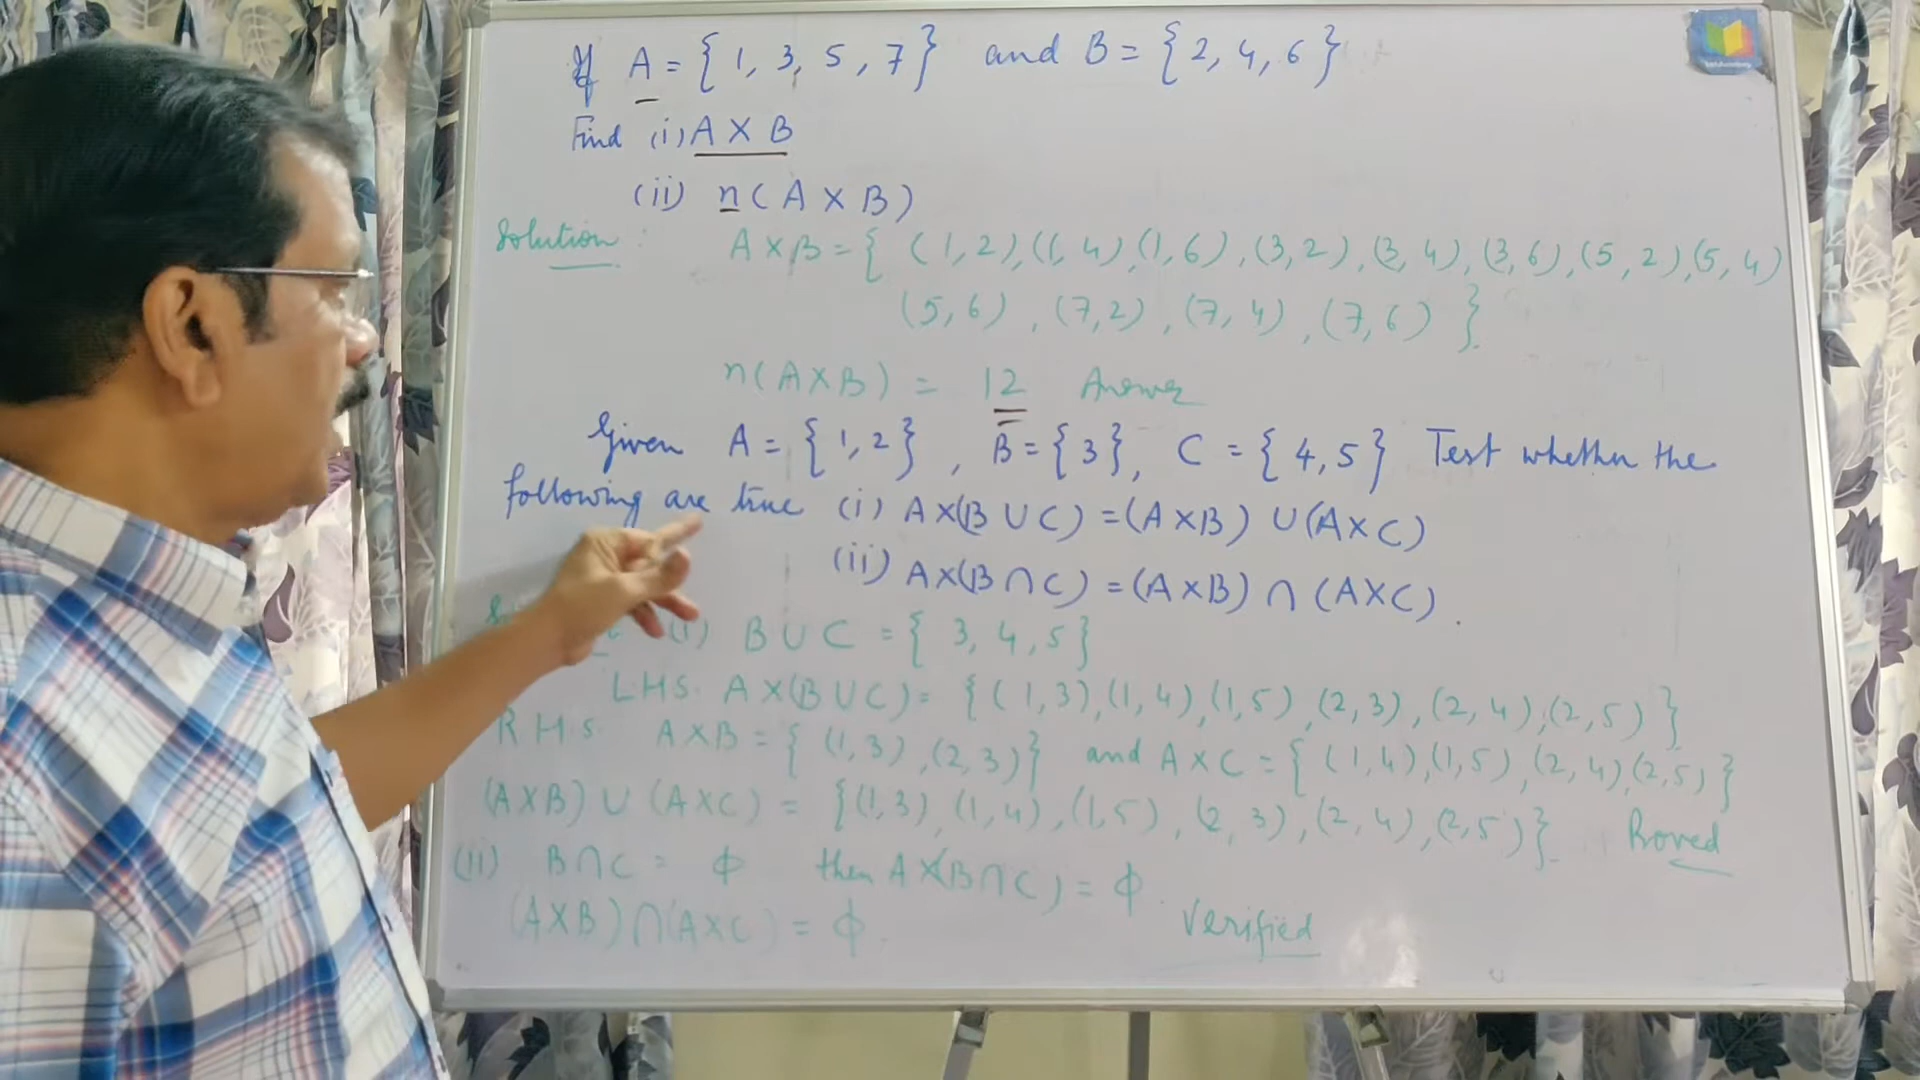 If A = { 1, 3, 5, 7 } and B = { 2, 4, 6 }
Find (i) A X B
(ii) n ( A X B )
Solution : A X B = { (1, 2), (1, 4), (1, 6), (3, 2), (3, 4), (3, 6), (5, 2), (5, 4)
(5, 6) , (7,2) , (7, 4) , (7, 6) }
n ( A X B ) = 12 Answer
Given A = { 1, 2 } , B = { 3 }, C = { 4, 5 } Test whether the
following are true (i) A X (B ∪ C) = (A X B) ∪ (A X C)
(ii) A X (B ∩ C) = (A X B) ∩ (A X C) .
(i) B ∪ C = { 3, 4, 5 }
L.H.S. A X (B ∪ C) = { (1, 3), (1, 4), (1, 5), (2, 3), (2, 4), (2, 5) }
R.H.S. A X B = { (1, 3) , (2, 3) } and A X C = { (1, 4), (1, 5), (2, 4), (2, 5) }
(A X B) ∪ (A X C) = { (1, 3), (1, 4), (1, 5), (2, 3), (2, 4), (2, 5) } Proved
(ii) B ∩ C = ϕ then A X (B ∩ C) = ϕ .
(A X B) ∩ (A X C) = ϕ . Verified